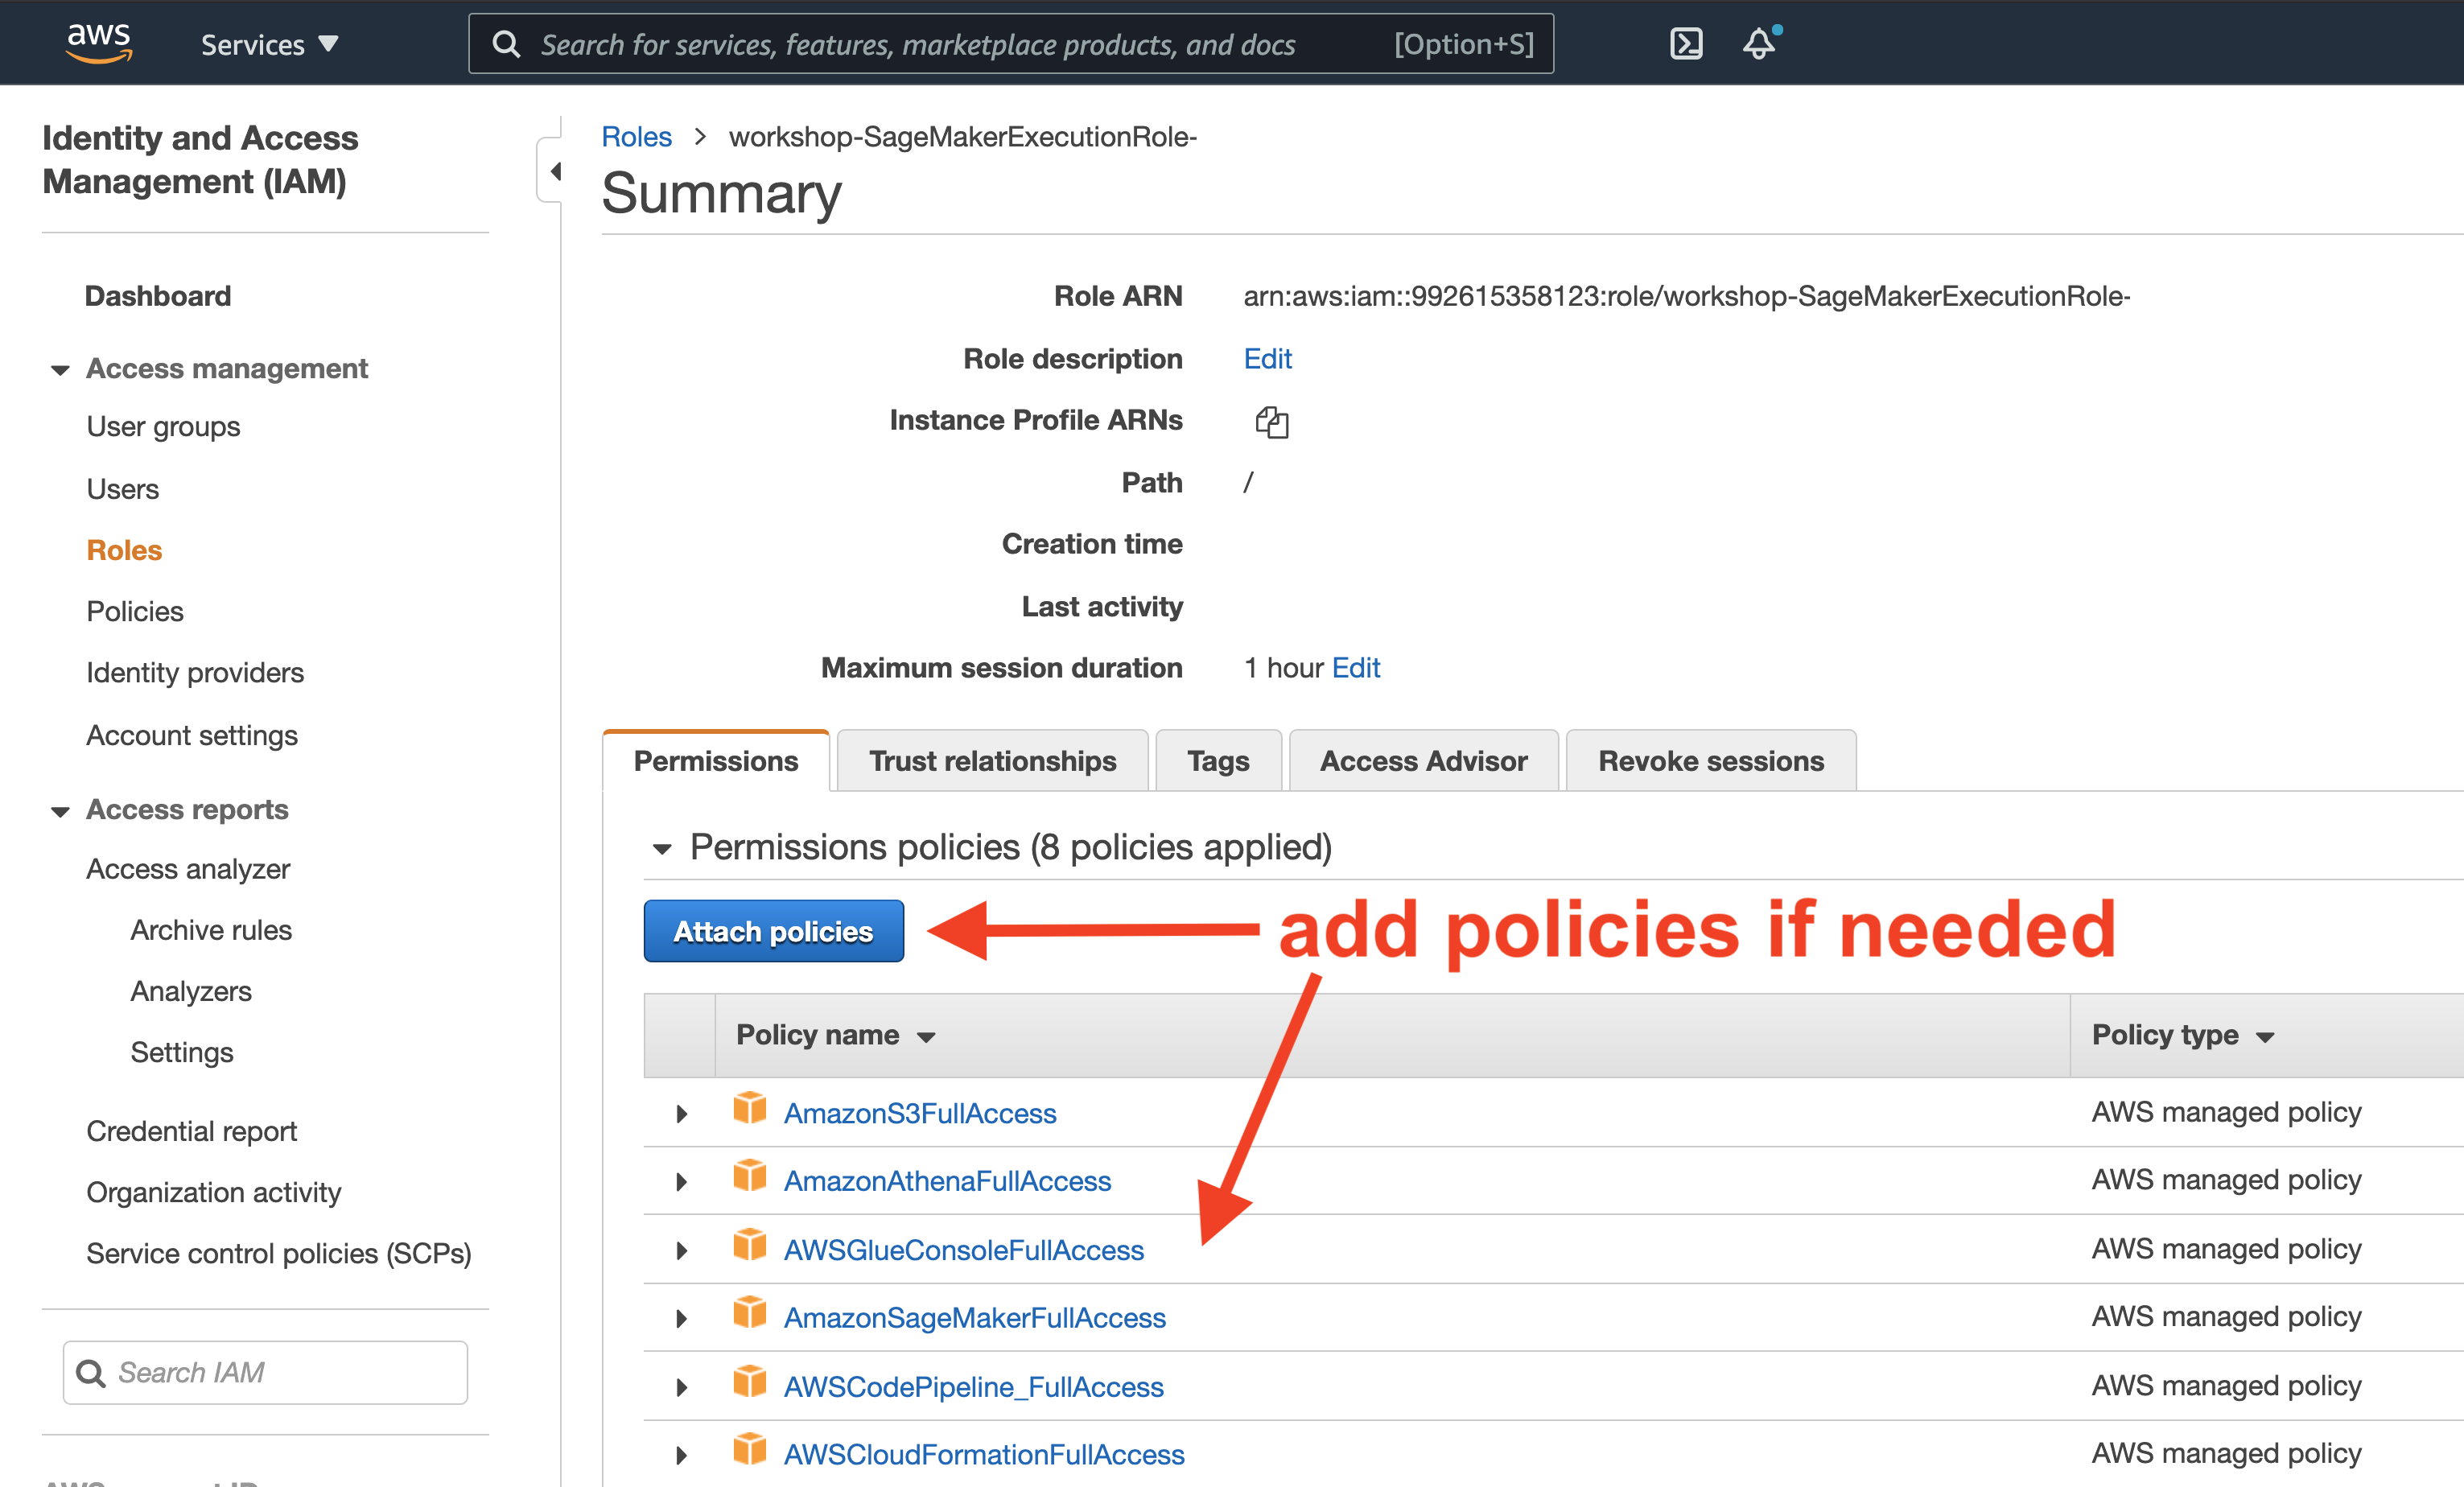 aws
Services
Search for services, features, marketplace products, and docs [Option+S]
Identity and Access
Management (IAM)
Dashboard
Access management
User groups
Users
Roles
Policies
Identity providers
Account settings
Access reports
Access analyzer
Archive rules
Analyzers
Settings
Credential report
Organization activity
Service control policies (SCPs)
Search IAM
Roles > workshop-SageMakerExecutionRole-
Summary
Role ARN arn:aws:iam::992615358123:role/workshop-SageMakerExecutionRole-
Role description Edit
Instance Profile ARNs
Path /
Creation time
Last activity
Maximum session duration 1 hour Edit
Permissions Trust relationships Tags Access Advisor Revoke sessions
Permissions policies (8 policies applied)
Attach policies add policies if needed
Policy name Policy type
AmazonS3FullAccess AWS managed policy
AmazonAthenaFullAccess AWS managed policy
AWSGlueConsoleFullAccess AWS managed policy
AmazonSageMakerFullAccess AWS managed policy
AWSCodePipeline_FullAccess AWS managed policy
AWSCloudFormationFullAccess AWS managed policy